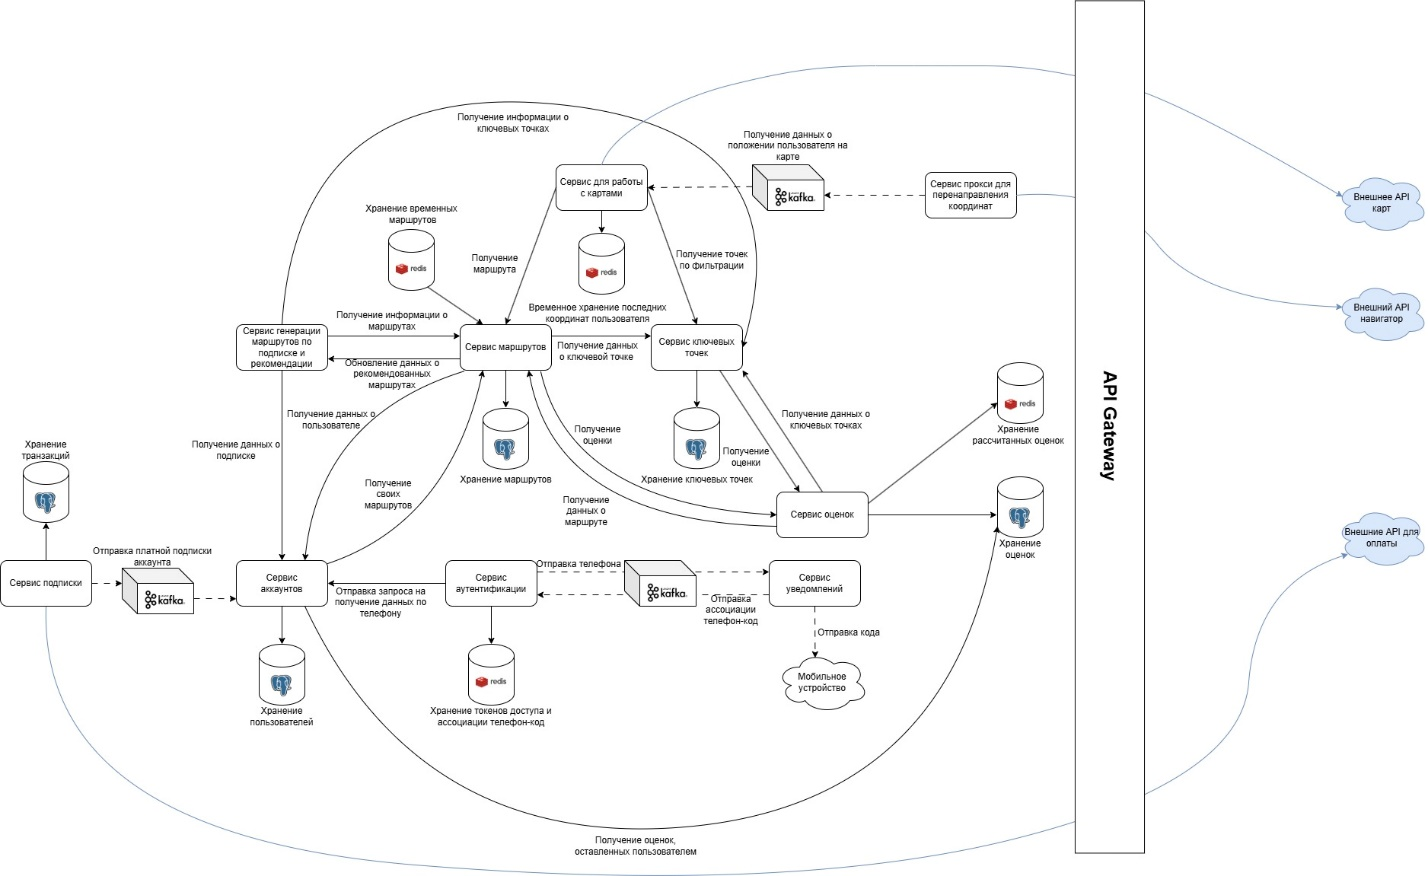 Получение информации о
ключевых точках
Получение данных о
положении пользователя на
карте
kafka
Сервис для работы
с картами
Сервис прокси для
перенаправления
координат
Внешнее API
карт
Хранение временных
маршрутов
redis
Получение
маршрута
redis
Получение точек
по фильтрации
Временное хранение последних
координат пользователя
Внешний API
навигатор
Сервис генерации
маршрутов по
подписке и
рекомендации
Получение информации о
маршрутах
Обновление данных о
рекомендованных
маршрутах
Сервис маршрутов
Получение данных
о ключевой точке
Сервис ключевых
точек
API Gateway
redis
Хранение
рассчитанных оценок
Получение данных о
пользователе
Получение данных о
подписке
Получение
оценки
Получение данных о
ключевых точках
Получение
оценки
Хранение маршрутов
Хранение ключевых точек
Хранение
транзакций
Получение
своих
маршрутов
Получение
данных о
маршруте
Сервис оценок
Хранение
оценок
Внешние API для
оплаты
Отправка платной подписки
аккаунта
Сервис подписки
kafka
Сервис
аккаунтов
Отправка запроса на
получение данных по
телефону
Сервис
аутентификации
Отправка телефона
kafka
Отправка
ассоциации
телефон-код
Сервис
уведомлений
Отправка кода
Мобильное
устройство
redis
Хранение
пользователей
Хранение токенов доступа и
ассоциации телефон-код
Получение оценок,
оставленных пользователем